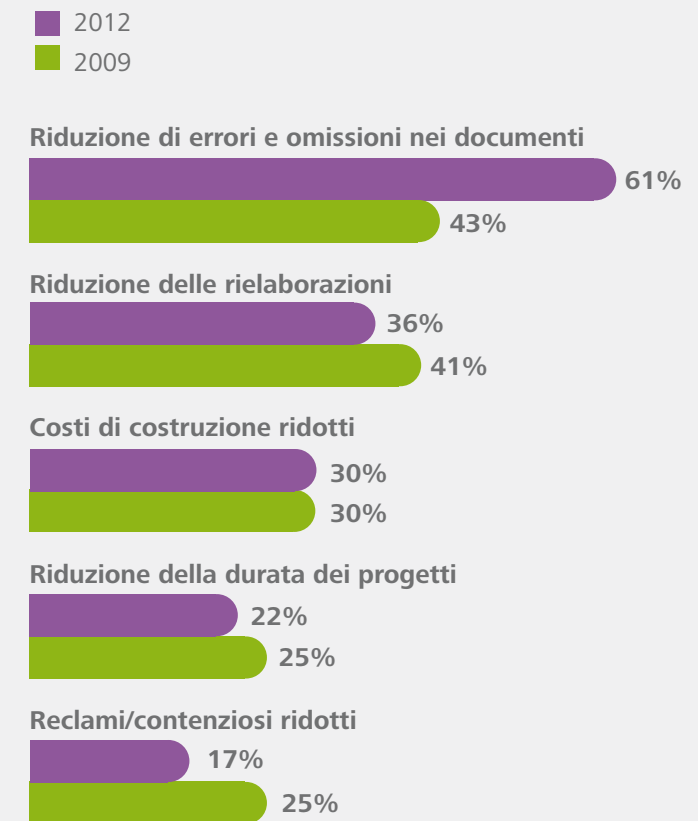 2012
2009
Riduzione di errori e omissioni nei documenti
61%
43%
Riduzione delle rielaborazioni
36%
41%
Costi di costruzione ridotti
30%
30%
Riduzione della durata dei progetti
22%
25%
Reclami/contenziosi ridotti
17%
25%